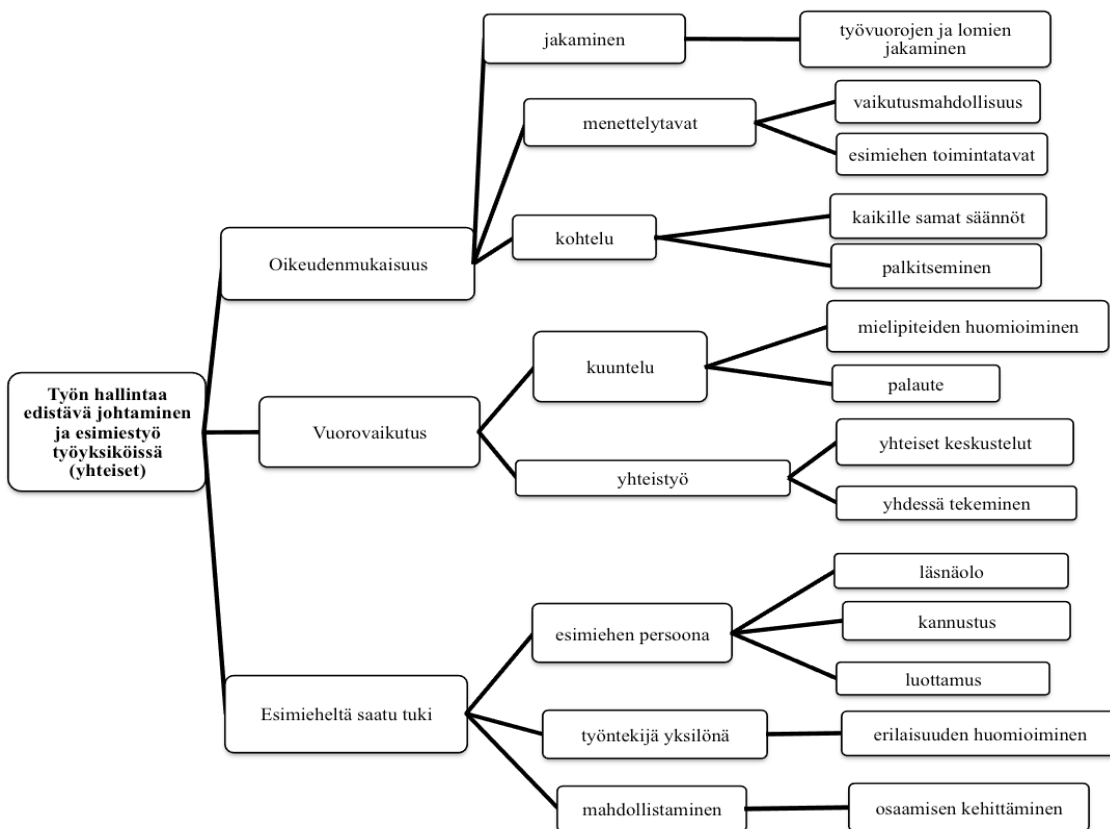 jakaminen
työvuorojen ja lomien
jakaminen
menettelytavat
vaikutusmahdollisuus
esimiehen toimintatavat
Oikeudenmukaisuus
kohtelu
kaikille samat säännöt
palkitseminen
Työn hallintaa
edistävä johtaminen
ja esimiestyö
työyksiköissä
(yhteiset)
Vuorovaikutus
kuuntelu
mielipiteiden huomioiminen
palaute
yhteistyö
yhteiset keskustelut
yhdessä tekeminen
Esimieheltä saatu tuki
esimiehen persoona
läsnäolo
kannustus
luottamus
työntekijä yksilönä
erilaisuuden huomioiminen
mahdollistaminen
osaamisen kehittäminen